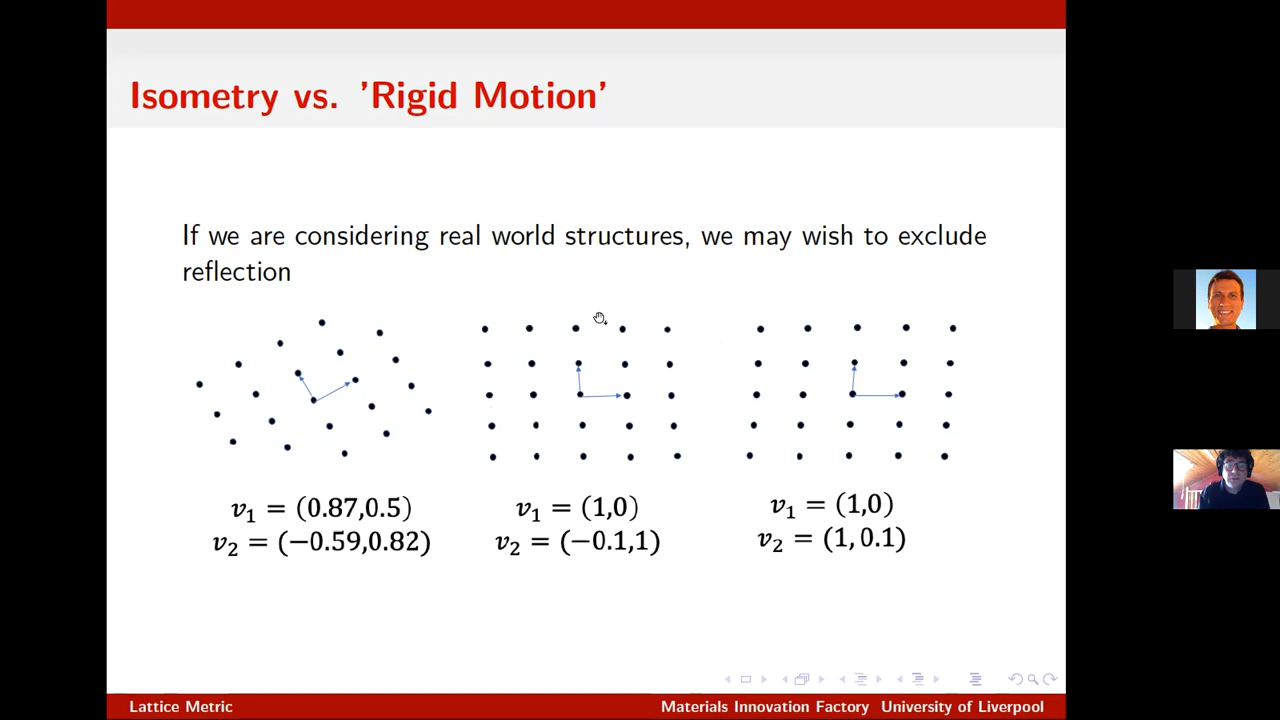 Isometry vs. 'Rigid Motion'
If we are considering real world structures, we may wish to exclude
reflection
v₁ = (0.87,0.5)
v₂ = (−0.59,0.82)
v₁ = (1,0)
v₂ = (−0.1,1)
v₁ = (1,0)
v₂ = (1, 0.1)
Lattice Metric
Materials Innovation Factory University of Liverpool